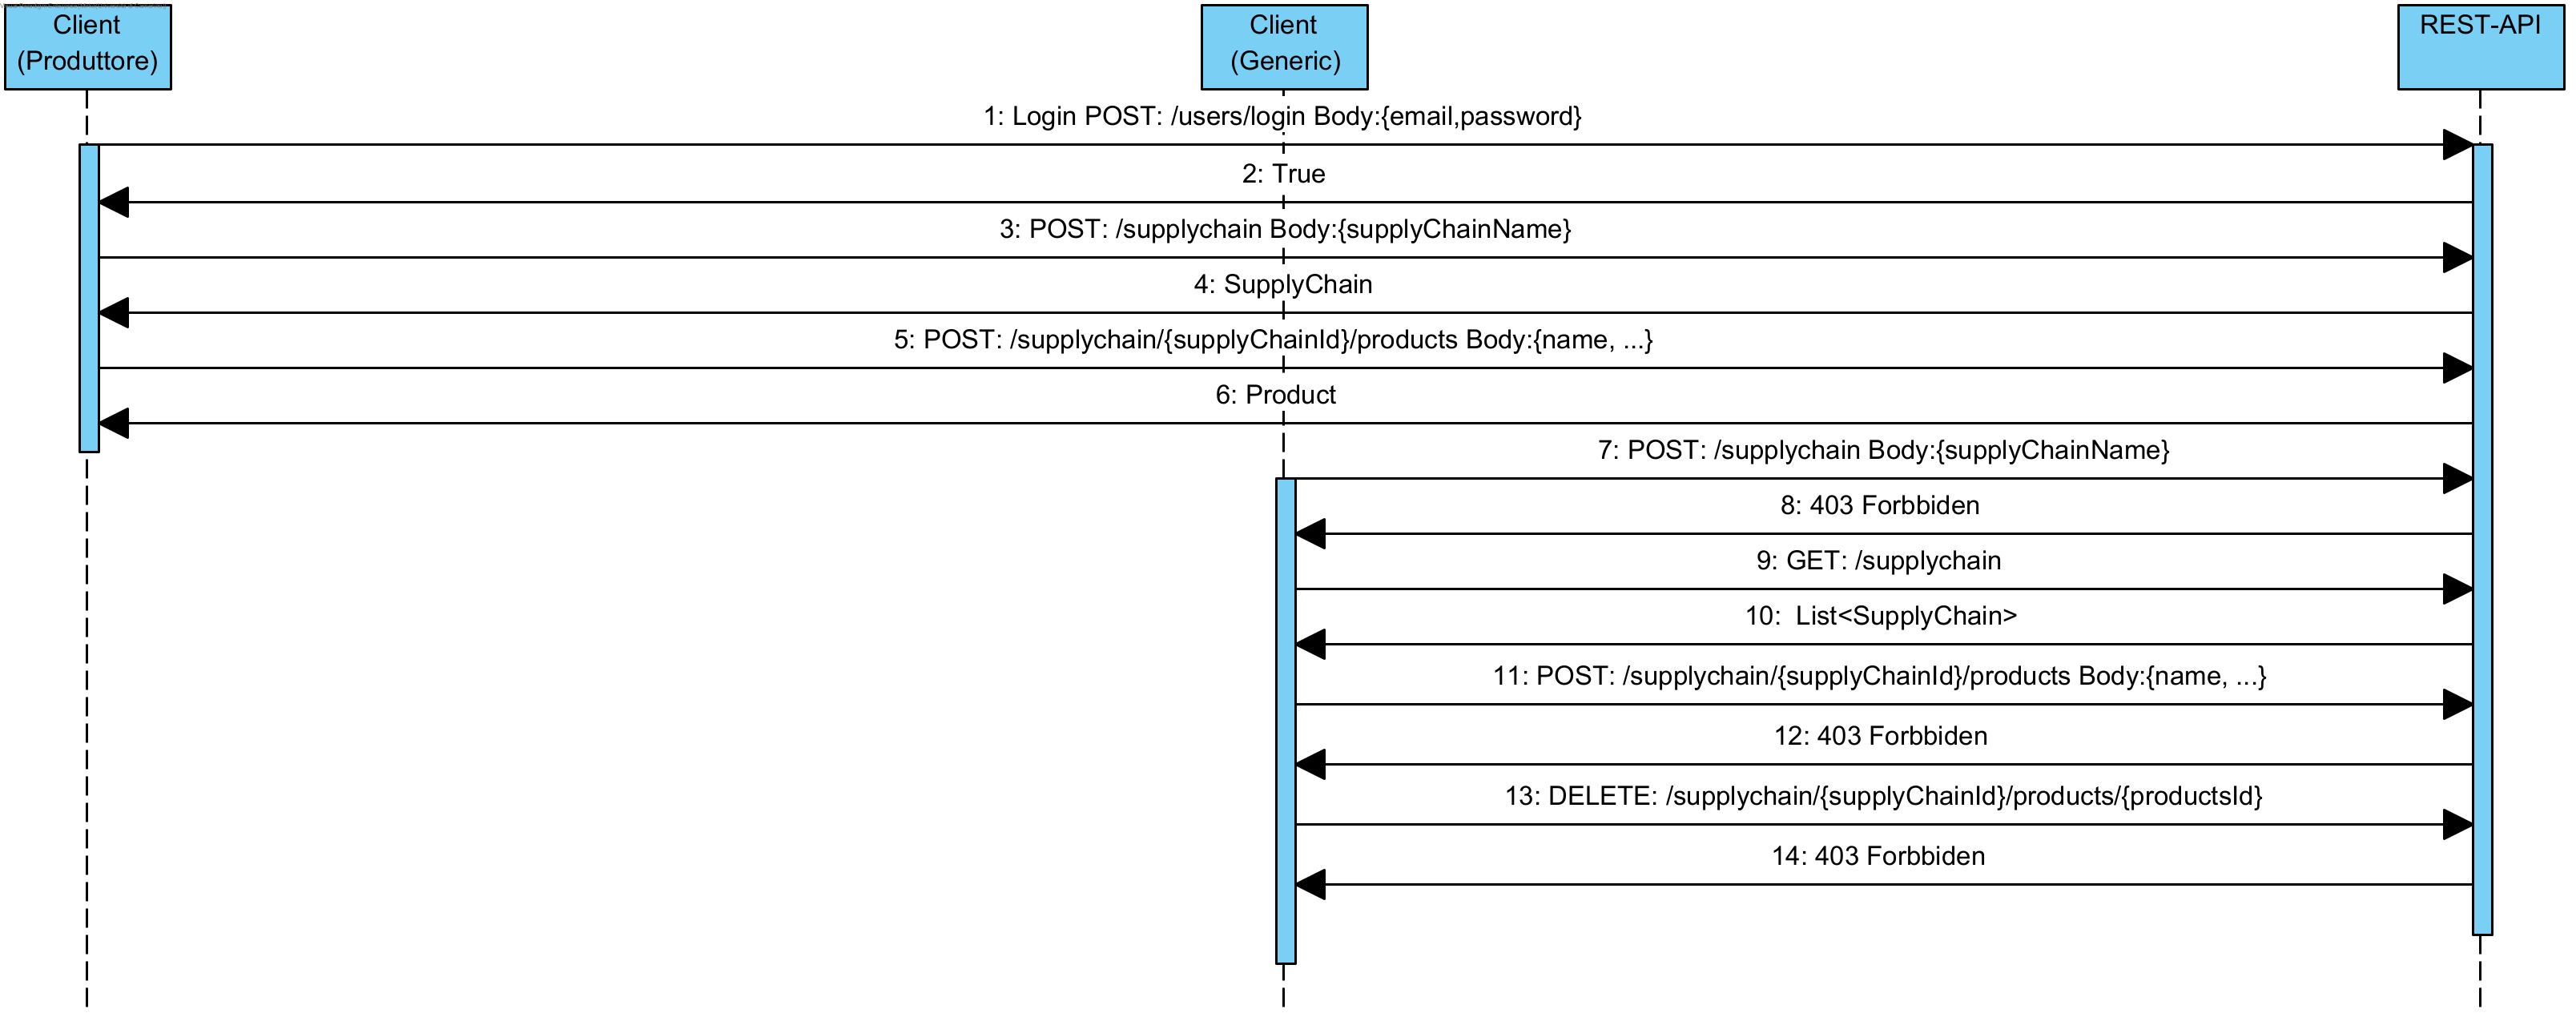 Client
(Produttore)
Client
(Generic)
REST-API
1: Login POST: /users/login Body:{email,password}
2: True
3: POST: /supplychain Body:{supplyChainName}
4: SupplyChain
5: POST: /supplychain/{supplyChainId}/products Body:{name, ...}
6: Product
7: POST: /supplychain Body:{supplyChainName}
8: 403 Forbbiden
9: GET: /supplychain
10:  List<SupplyChain>
11: POST: /supplychain/{supplyChainId}/products Body:{name, ...}
12: 403 Forbbiden
13: DELETE: /supplychain/{supplyChainId}/products/{productsId}
14: 403 Forbbiden